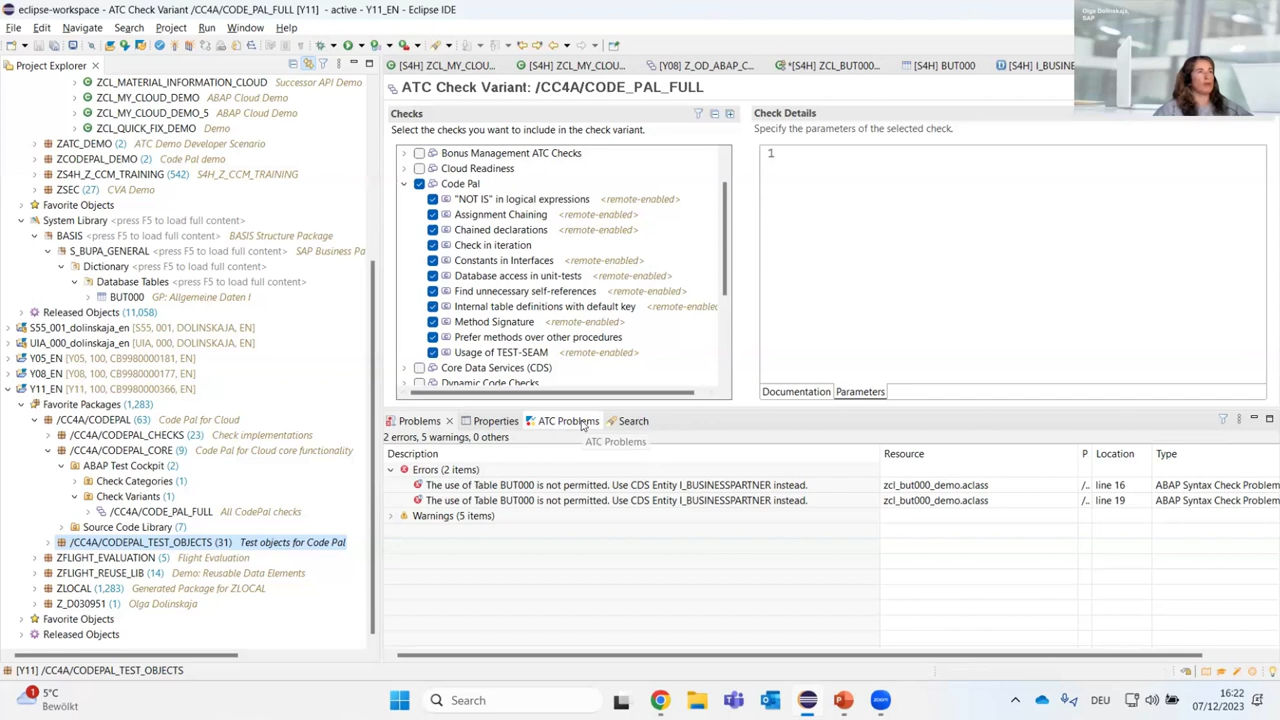 eclipse-workspace - ATC Check Variant: /CC4A/CODE_PAL_FULL [Y11] - active - Y11_EN - Eclipse IDE
File Edit Navigate Search Project Run Window Help
Olga Dolinskaja,
SAP
Project Explorer
ZCL_MATERIAL_INFORMATION_CLOUD Successor API Demo
ZCL_MY_CLOUD_DEMO ABAP Cloud Demo
ZCL_MY_CLOUD_DEMO_5 ABAP Cloud Demo
ZCL_QUICK_FIX_DEMO Demo
ZATC_DEMO (2) ATC Demo Developer Scenario
ZCODEPAL_DEMO (2) Code Pal demo
ZS4H_Z_CCM_TRAINING (542) S4H_Z_CCM_TRAINING
ZSEC (27) CVA Demo
Favorite Objects
System Library <press F5 to load full content>
BASIS <press F5 to load full content> BASIS Structure Package
S_BUPA_GENERAL <press F5 to load full content> SAP Business Pa
Dictionary <press F5 to load full content>
Database Tables <press F5 to load full content>
BUT000 GP: Allgemeine Daten I
Released Objects (11,058)
S55_001_dolinskaja_en [S55, 001, DOLINSKAJA, EN]
UIA_000_dolinskaja_en [UIA, 000, DOLINSKAJA, EN]
Y05_EN [Y05, 100, CB9980000181, EN]
Y08_EN [Y08, 100, CB9980000177, EN]
Y11_EN [Y11, 100, CB9980000366, EN]
Favorite Packages (1,283)
/CC4A/CODEPAL (63) Code Pal for Cloud
/CC4A/CODEPAL_CHECKS (23) Check implementations
/CC4A/CODEPAL_CORE (9) Code Pal for Cloud core functionality
ABAP Test Cockpit (2)
Check Categories (1)
Check Variants (1)
/CC4A/CODE_PAL_FULL All CodePal checks
Source Code Library (7)
/CC4A/CODEPAL_TEST_OBJECTS (31) Test objects for Code Pal
ZFLIGHT_EVALUATION (5) Flight Evaluation
ZFLIGHT_REUSE_LIB (14) Demo: Reusable Data Elements
ZLOCAL (1,283) Generated Package for ZLOCAL
Z_D030951 (1) Olga Dolinskaja
Favorite Objects
Released Objects
[S4H] ZCL_MY_CLOU... [S4H] ZCL_MY_CLOU... [Y08] Z_OD_ABAP_C... *[S4H] ZCL_BUT000... [S4H] BUT000 [S4H] I_BUSINE
ATC Check Variant: /CC4A/CODE_PAL_FULL
Checks
Select the checks you want to include in the check variant.
Bonus Management ATC Checks
Cloud Readiness
Code Pal
"NOT IS" in logical expressions <remote-enabled>
Assignment Chaining <remote-enabled>
Chained declarations <remote-enabled>
Check in iteration
Constants in Interfaces <remote-enabled>
Database access in unit-tests <remote-enabled>
Find unnecessary self-references <remote-enabled>
Internal table definitions with default key <remote-enablec
Method Signature <remote-enabled>
Prefer methods over other procedures
Usage of TEST-SEAM <remote-enabled>
Core Data Services (CDS)
Dynamic Code Checks
Check Details
Specify the parameters of the selected check.
1
Documentation Parameters
Problems Properties ATC Problems Search
2 errors, 5 warnings, 0 others
ATC Problems
Description Resource P Location Type
Errors (2 items)
The use of Table BUT000 is not permitted. Use CDS Entity I_BUSINESSPARTNER instead. zcl_but000_demo.aclass /.. line 16 ABAP Syntax Check Problem
The use of Table BUT000 is not permitted. Use CDS Entity I_BUSINESSPARTNER instead. zcl_but000_demo.aclass /.. line 19 ABAP Syntax Check Problem
Warnings (5 items)
[Y11] /CC4A/CODEPAL_TEST_OBJECTS
1
5°C
Bewölkt
Search
DEU
16:22
07/12/2023